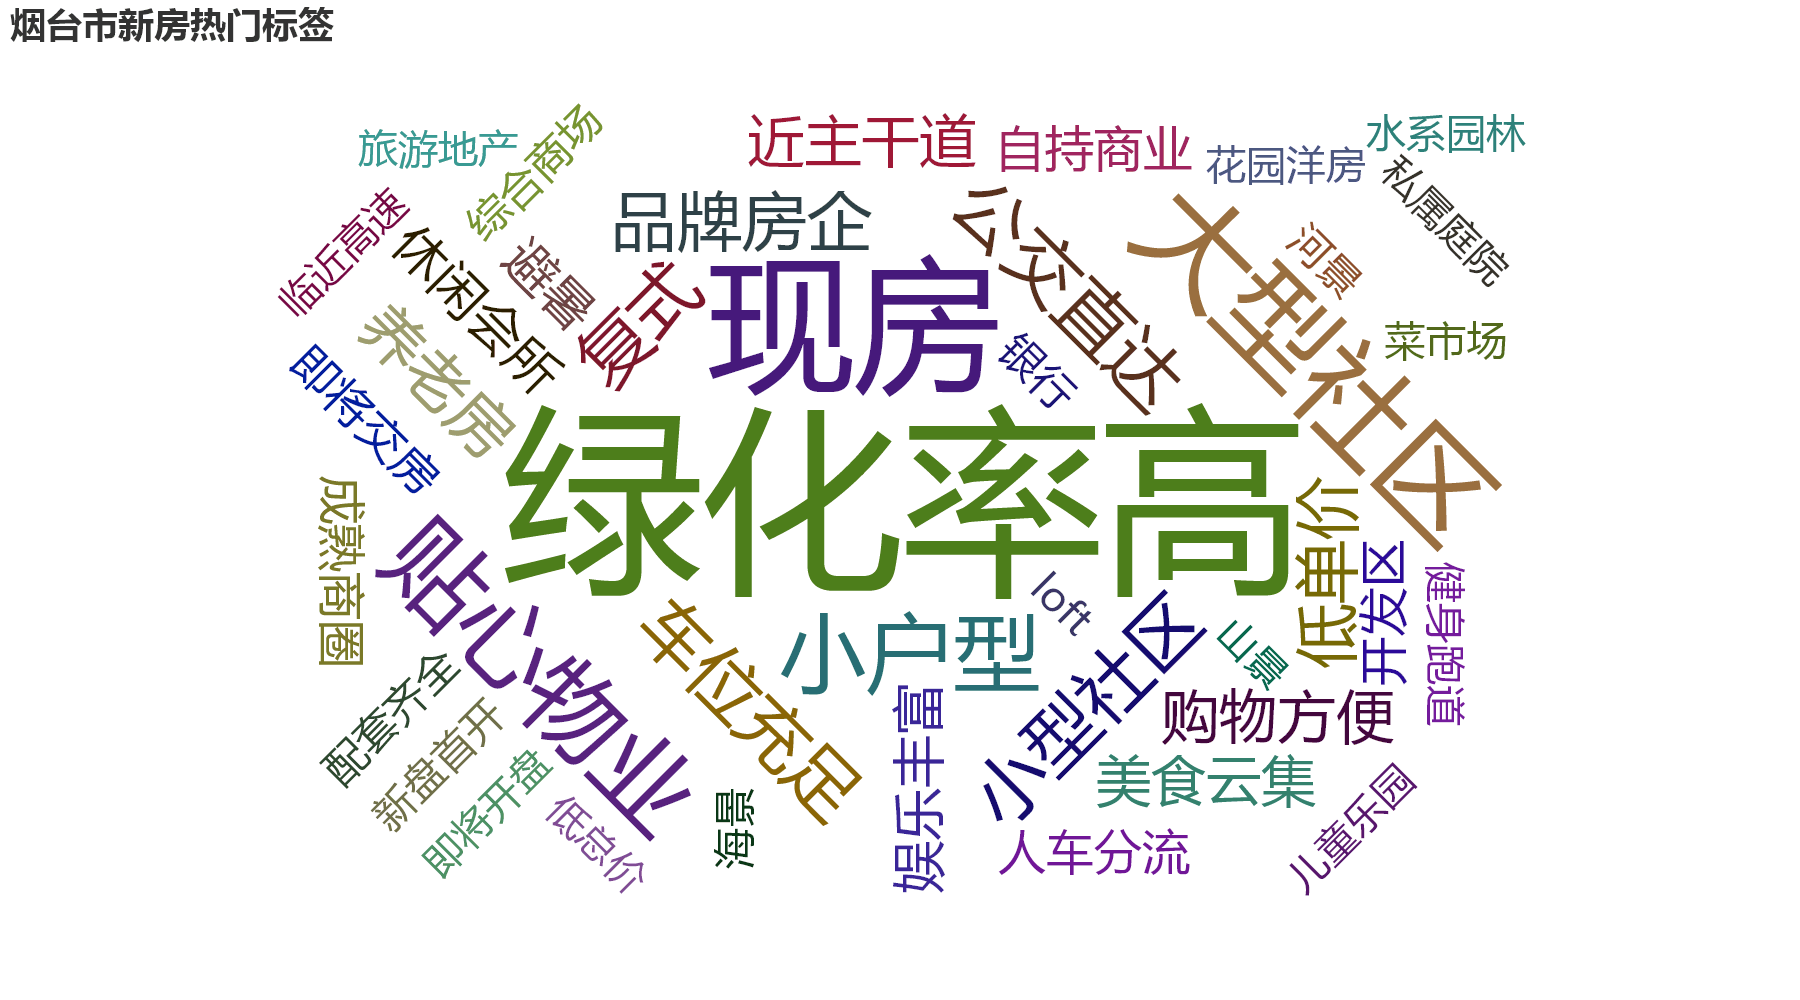 烟台市新房热门标签
旅游地产
综合商场
近主干道
自持商业
花园洋房
水系园林
私属庭院
临近高速
休闲会所
避暑
品牌房企
公交直达
大型社区
河景
菜市场
养老房
复式
现房
银行
即将交房
绿化率高
成熟商圈
贴心物业
车位充足
小户型
loft
小型社区
山景
低单价
开发区
健身跑道
配套齐全
新盘首开
即将开盘
低总价
海景
娱乐丰富
购物方便
美食云集
人车分流
儿童乐园